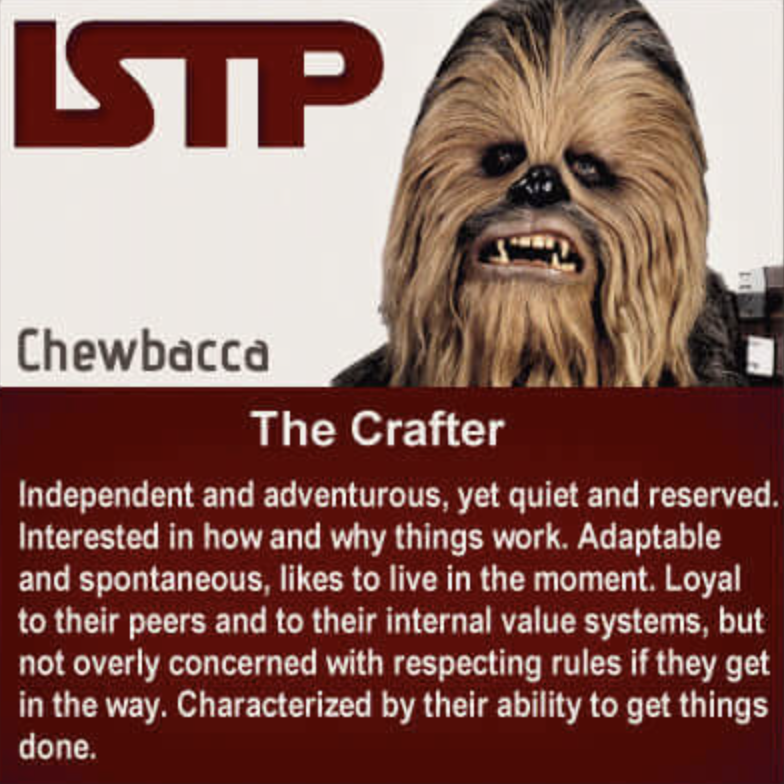 ISTP
Chewbacca
The Crafter
Independent and adventurous, yet quiet and reserved.
Interested in how and why things work. Adaptable
and spontaneous, likes to live in the moment. Loyal
to their peers and to their internal value systems, but
not overly concerned with respecting rules if they get
in the way. Characterized by their ability to get things
done.